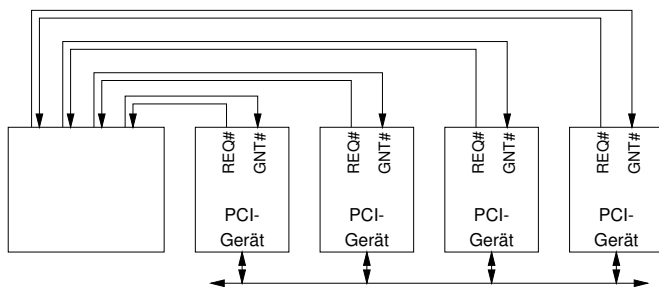 REQ# GNT# REQ# GNT# REQ# GNT# REQ# GNT#
PCI- PCI- PCI- PCI-
Gerät Gerät Gerät Gerät